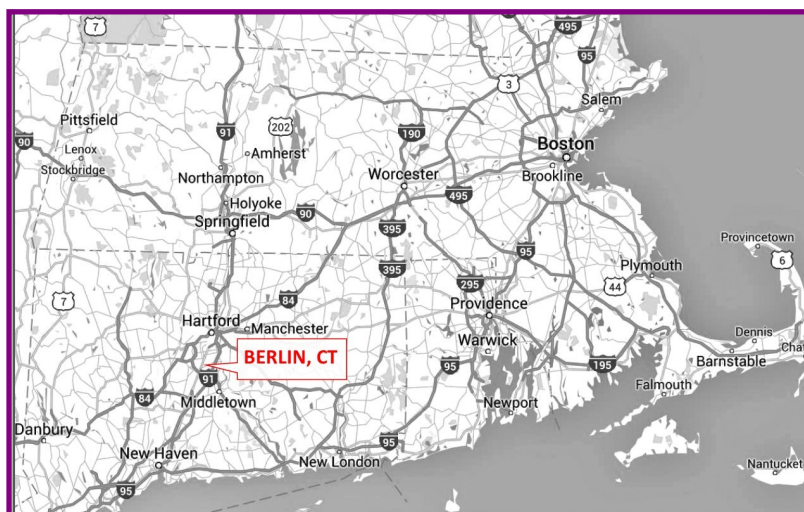 7
495
95
3
Salem
Pittsfield
90
91
202
190
Boston
Lenox
Amherst
Stockbridge
Northampton
Worcester
Brookline
495
Holyoke
90
Springfield
395
Provincetown
95
6
395
Plymouth
7
295
44
84
Providence
Hartford
Manchester
Dennis
Warwick
Chat
BERLIN, CT
95
195
Barnstable
91
84
Middletown
Falmouth
Newport
Danbury
95
New Haven
New London
Nantucket
95